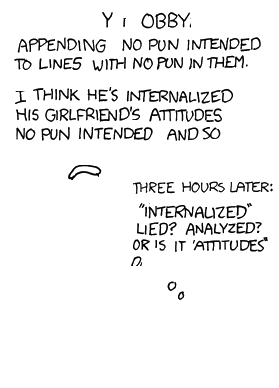 Y OBBY.
APPENDING NO PUN INTENDED
TO LINES WITH NO PUN IN THEM.
I THINK HE'S INTERNALIZED
HIS GIRLFRIEND'S ATTITUDES
NO PUN INTENDED AND SO
THREE HOURS LATER:
"INTERNALIZED"
LIED? ANALYZED?
OR IS IT 'ATTITUDES"